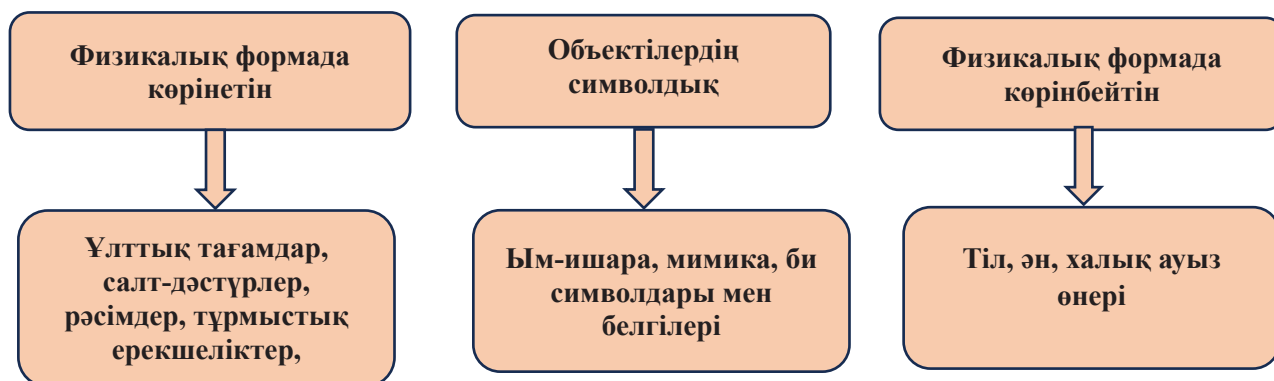 Физикалық формада
көрінетін
Объектілердің
символдық
Физикалық формада
көрінбейтін
Ұлттық тағамдар,
салт-дәстүрлер,
рәсімдер, тұрмыстық
ерекшеліктер,
Ым-ишара, мимика, би
символдары мен
белгілері
Тіл, ән, халық ауыз
өнері